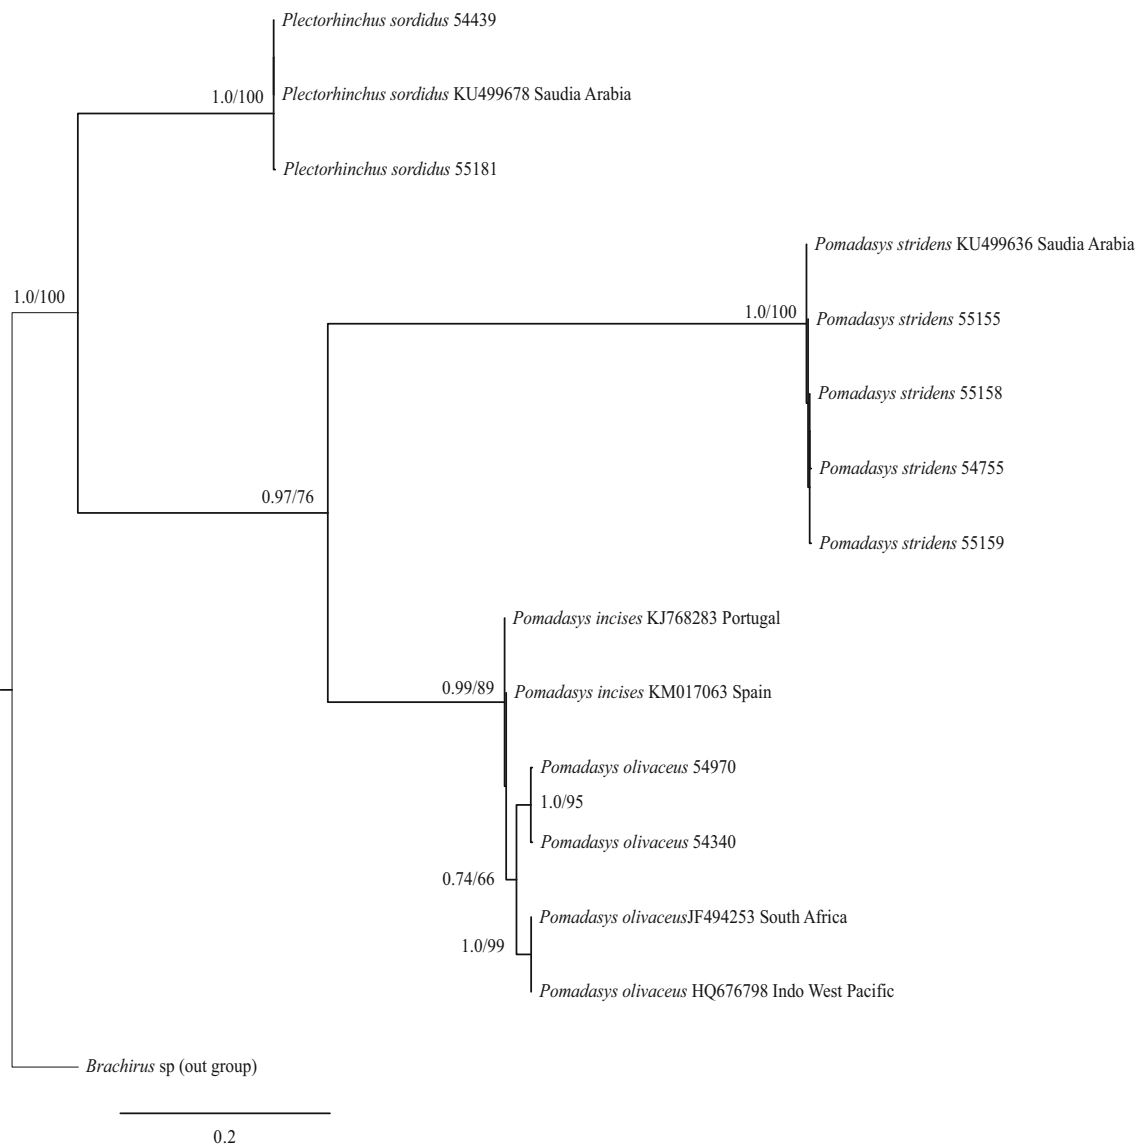 Plectorhinchus sordidus 54439
Plectorhinchus sordidus KU499678 Saudia Arabia
1.0/100
Plectorhinchus sordidus 55181
Pomadasys stridens KU499636 Saudia Arabia
1.0/100
1.0/100
Pomadasys stridens 55155
Pomadasys stridens 55158
Pomadasys stridens 54755
0.97/76
Pomadasys stridens 55159
Pomadasys incises KJ768283 Portugal
0.99/89
Pomadasys incises KM017063 Spain
Pomadasys olivaceus 54970
1.0/95
Pomadasys olivaceus 54340
0.74/66
Pomadasys olivaceusJF494253 South Africa
1.0/99
Pomadasys olivaceus HQ676798 Indo West Pacific
Brachirus sp (out group)
0.2